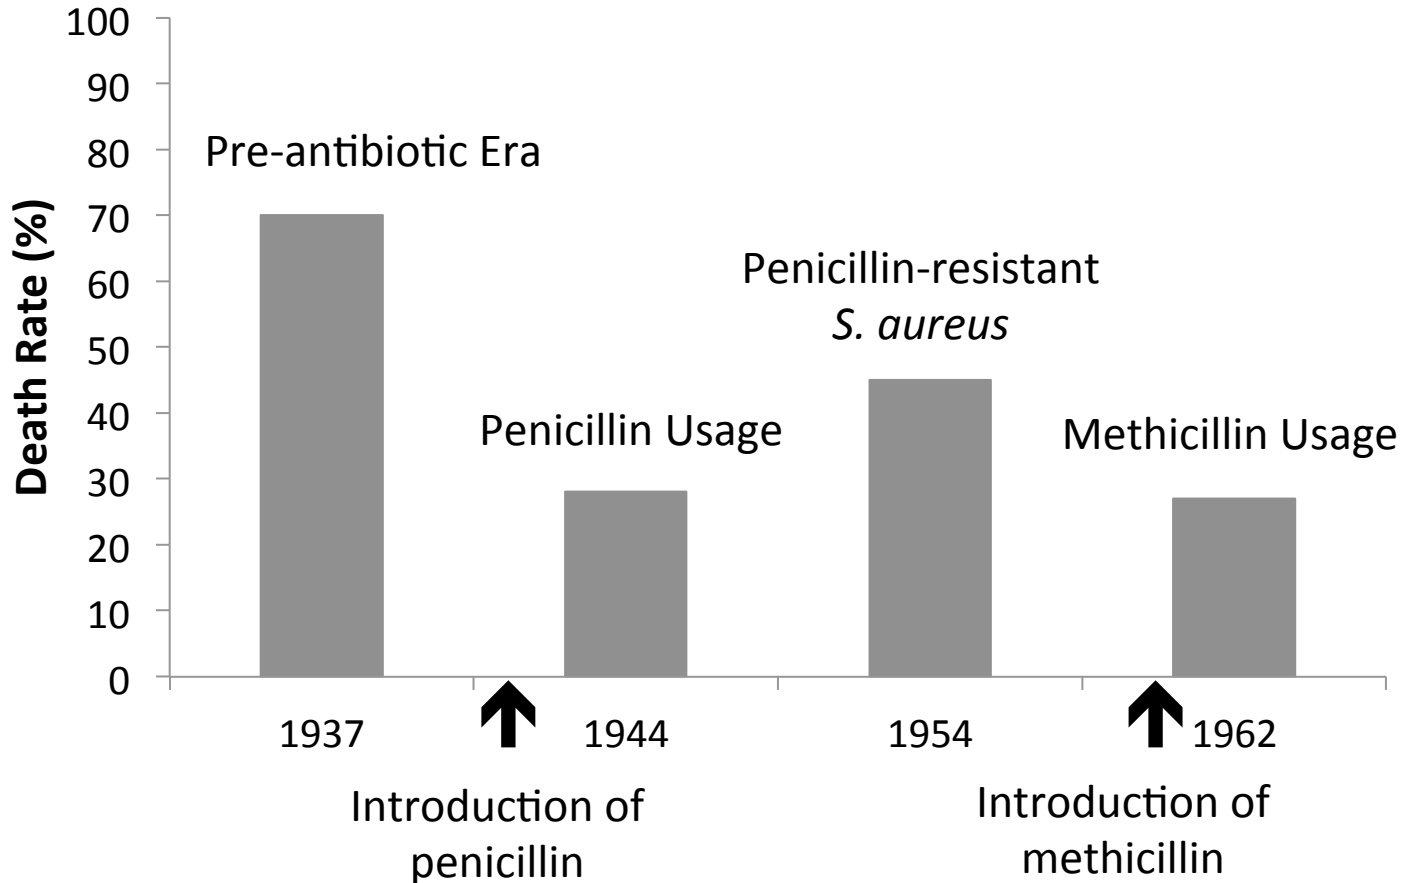 100
90
80
70
60
50
40
30
20
10
0
Death Rate (%)
Pre-antibiotic Era
Penicillin Usage
Penicillin-resistant
S. aureus
Methicillin Usage
1937
1944
1954
1962
Introduction of
penicillin
Introduction of
methicillin